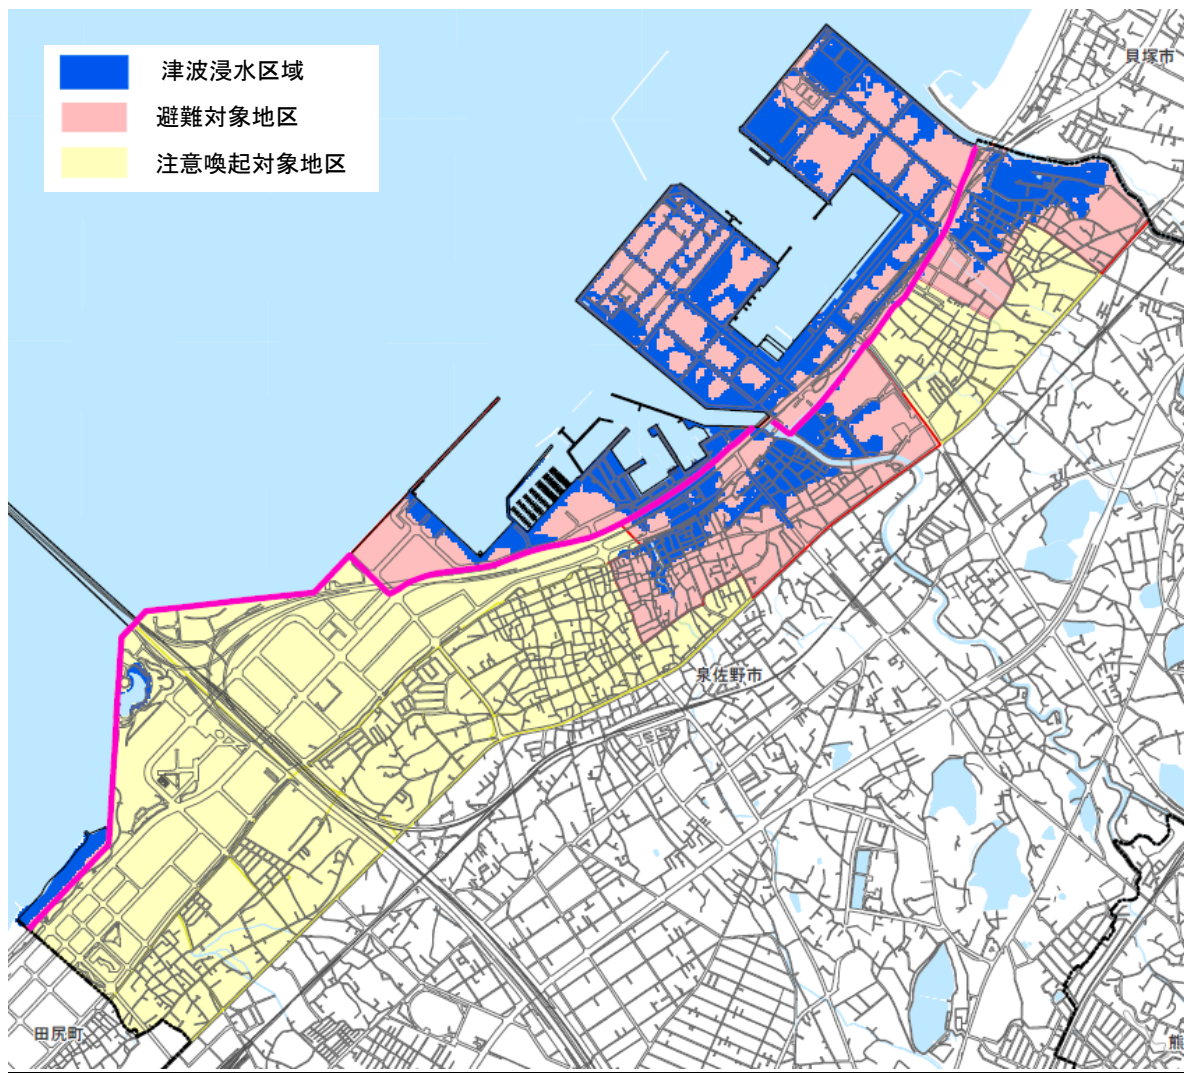 津波浸水区域
避難対象地区
注意喚起対象地区
貝塚市
泉佐野市
田尻町
熊